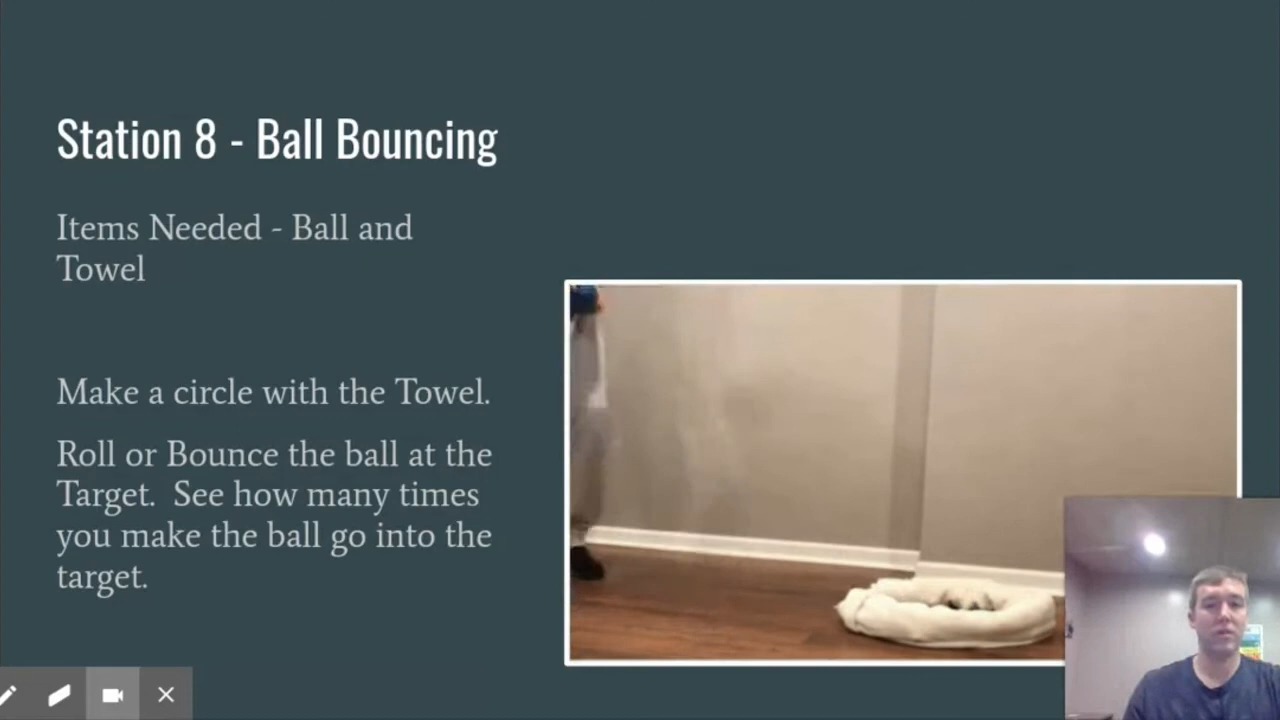 Station 8 - Ball Bouncing
Items Needed - Ball and
Towel
Make a circle with the Towel.
Roll or Bounce the ball at the
Target.  See how many times
you make the ball go into the
target.